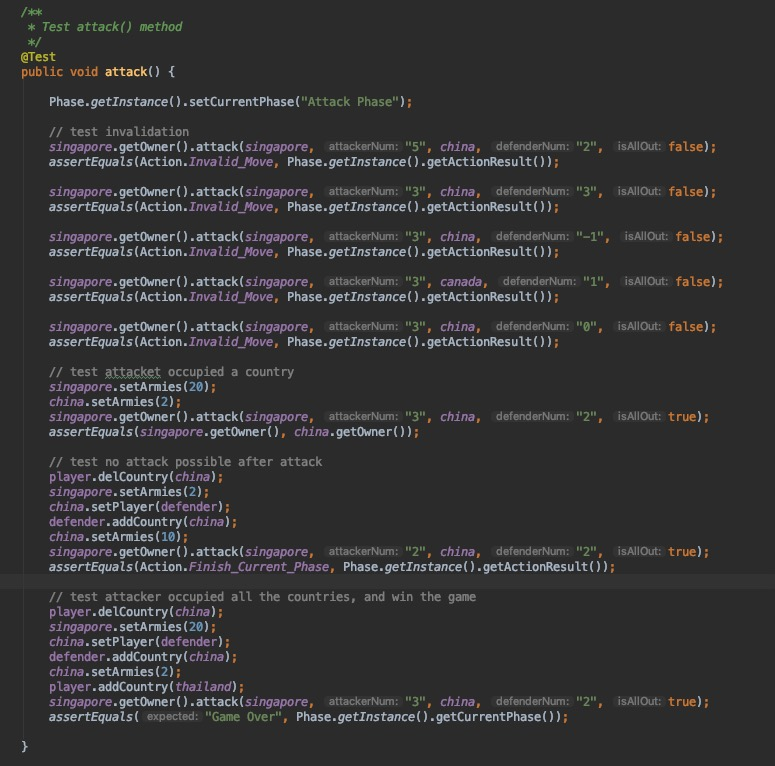 /**
 * Test attack() method
 */
@Test
public void attack() {
Phase.getInstance().setCurrentPhase("Attack Phase");
// test invalidation
singapore.getOwner().attack(singapore, attackerNum: "5", china, defenderNum: "2", isAllOut: false);
assertEquals(Action.Invalid_Move, Phase.getInstance().getActionResult());
singapore.getOwner().attack(singapore, attackerNum: "3", china, defenderNum: "3", isAllOut: false);
assertEquals(Action.Invalid_Move, Phase.getInstance().getActionResult());
singapore.getOwner().attack(singapore, attackerNum: "3", china, defenderNum: "-1", isAllOut: false);
assertEquals(Action.Invalid_Move, Phase.getInstance().getActionResult());
singapore.getOwner().attack(singapore, attackerNum: "3", canada, defenderNum: "1", isAllOut: false);
assertEquals(Action.Invalid_Move, Phase.getInstance().getActionResult());
singapore.getOwner().attack(singapore, attackerNum: "3", china, defenderNum: "0", isAllOut: false);
assertEquals(Action.Invalid_Move, Phase.getInstance().getActionResult());
// test attacket occupied a country
singapore.setArmies(20);
china.setArmies(2);
singapore.getOwner().attack(singapore, attackerNum: "3", china, defenderNum: "2", isAllOut: true);
assertEquals(singapore.getOwner(), china.getOwner());
// test no attack possible after attack
player.delCountry(china);
singapore.setArmies(2);
china.setPlayer(defender);
defender.addCountry(china);
china.setArmies(10);
singapore.getOwner().attack(singapore, attackerNum: "2", china, defenderNum: "2", isAllOut: true);
assertEquals(Action.Finish_Current_Phase, Phase.getInstance().getActionResult());
// test attacker occupied all the countries, and win the game
player.delCountry(china);
singapore.setArmies(20);
china.setPlayer(defender);
defender.addCountry(china);
china.setArmies(2);
player.addCountry(thailand);
singapore.getOwner().attack(singapore, attackerNum: "3", china, defenderNum: "2", isAllOut: true);
assertEquals( expected: "Game Over", Phase.getInstance().getCurrentPhase());
}